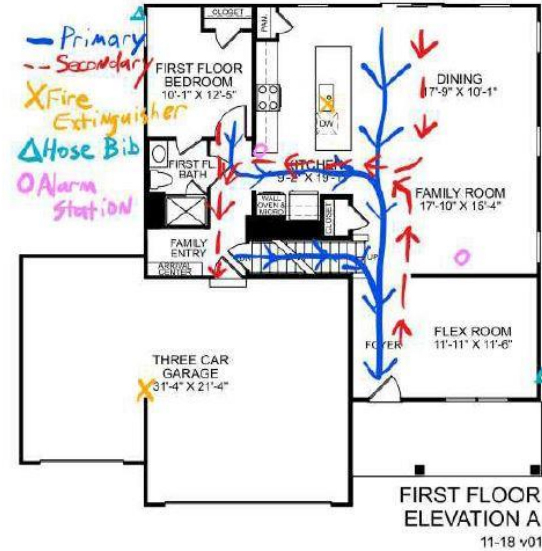 Primary
Secondary
Fire
Extinguisher
Hose Bib
Alarm
Station
CLOSET
PAN.
FIRST FLOOR
BEDROOM
10'-1" X 12'-5"
DINING
17'-9" X 10'-1"
DW
FIRST FL.
BATH
KITCHEN
FAMILY ROOM
17'-10" X 15'-4"
WALL
OVEN &
MICRO
CLOSET
FAMILY
ENTRY
ARRIVAL
CENTER
UP
FOYER
FLEX ROOM
11'-11" X 11'-6"
THREE CAR
GARAGE
31'-4" X 21'-4"
FIRST FLOOR
ELEVATION A
11-18 v01